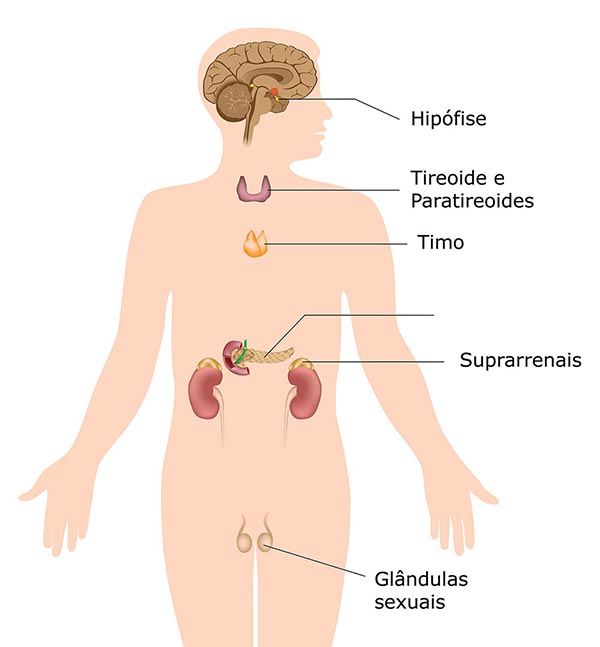 Hipófise
Tireoide e
Paratireoides
Timo
Suprarrenais
Glândulas
sexuais